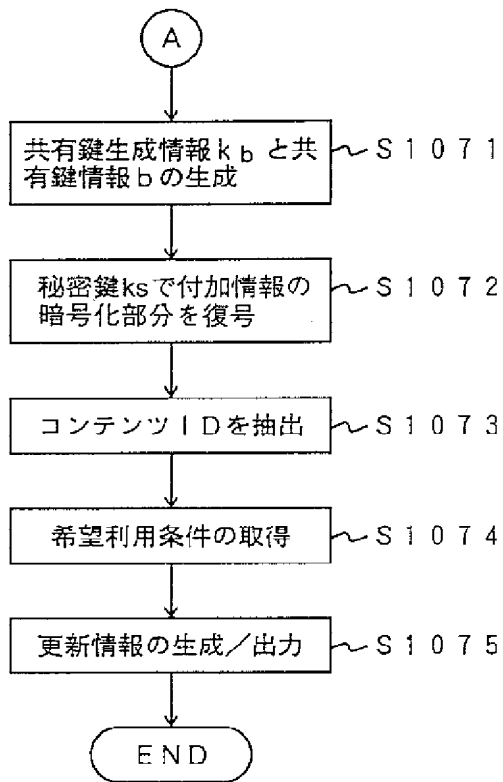 A
共有鍵生成情報kbと共
有鍵情報bの生成
S1071
秘密鍵ksで付加情報の
暗号化部分を復号
S1072
コンテンツIDを抽出
S1073
希望利用条件の取得
S1074
更新情報の生成/出力
S1075
END